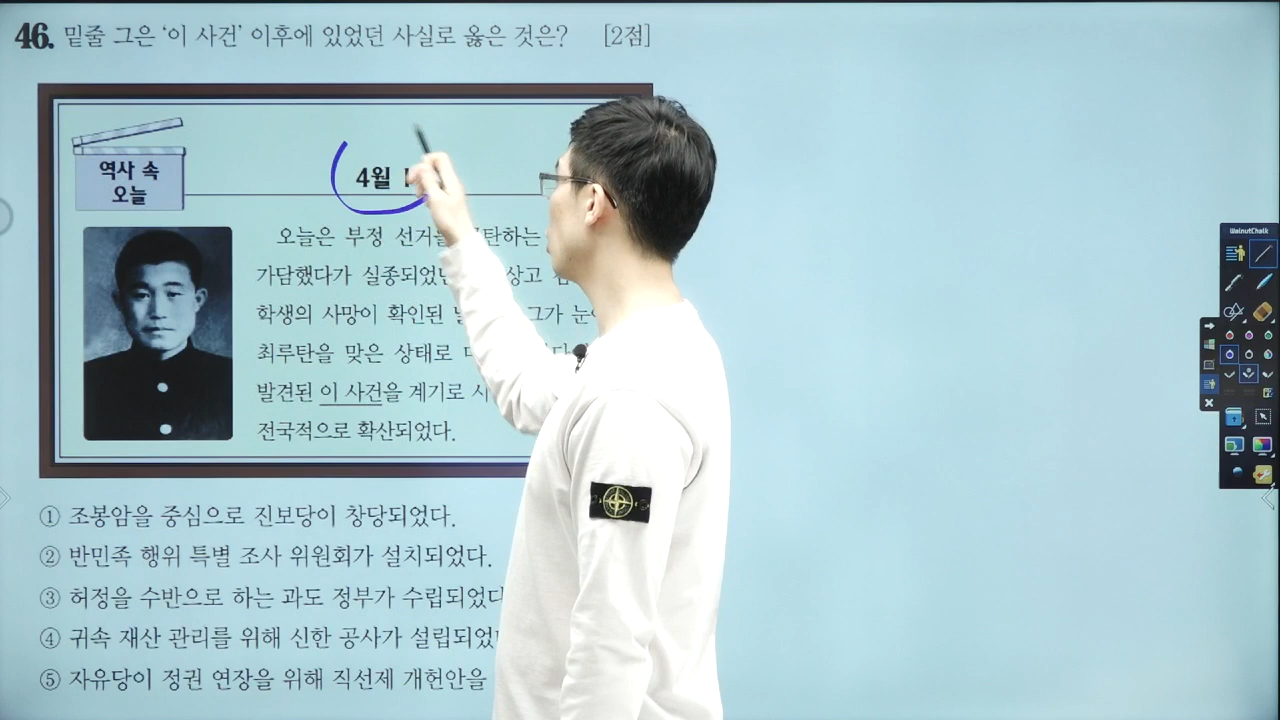 46. 밑줄 그은 '이 사건' 이후에 있었던 사실로 옳은 것은? [2점]
역사 속
오늘
4월
오늘은 부정 선거를
가담했다가
학생의 사망이 확인된 그가
최루탄을 맞은 상태로
발견된 이 사건을 계기로
전국적으로 확산되었다.
① 조봉암을 중심으로 진보당이 창당되었다.
② 반민족 행위 특별 조사 위원회가 설치되었다.
③ 허정을 수반으로 하는 과도 정부가 수립되었다
④ 귀속 재산 관리를 위해 신한 공사가
⑤ 자유당이 정권 연장을 위해 직선제 개헌안을
WalnutChalk